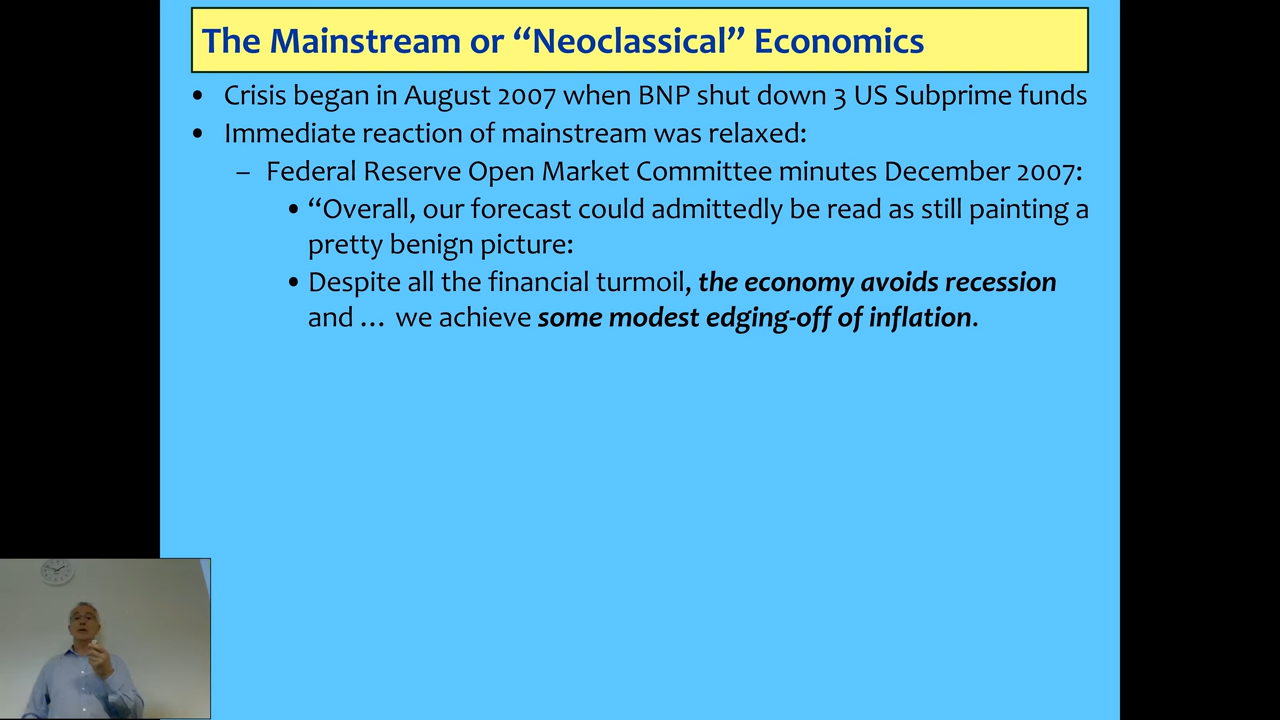 The Mainstream or “Neoclassical” Economics
• Crisis began in August 2007 when BNP shut down 3 US Subprime funds
• Immediate reaction of mainstream was relaxed:
– Federal Reserve Open Market Committee minutes December 2007:
• “Overall, our forecast could admittedly be read as still painting a
pretty benign picture:
• Despite all the financial turmoil, the economy avoids recession
and … we achieve some modest edging-off of inflation.